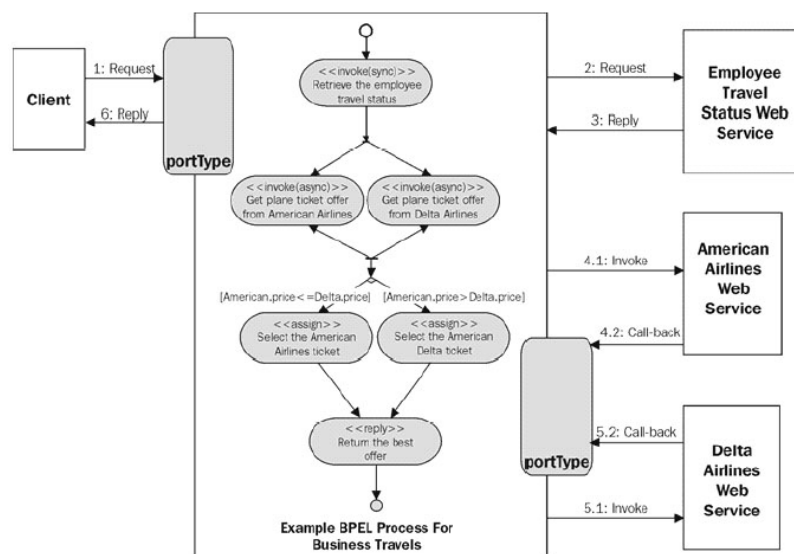 Client
1: Request
6: Reply
portType
<<invoke(sync)>>
Retrieve the employee
travel status
<<invoke(async)>>
Get plane ticket offer
from American Airlines
<<invoke(async)>>
Get plane ticket offer
from Delta Airlines
[American.price<=Delta.price]
[American.price>Delta.price]
<<assign>>
Select the American
Airlines ticket
<<assign>>
Select the American
Delta ticket
<<reply>>
Return the best
offer
Example BPEL Process For
Business Travels
2: Request
3: Reply
Employee
Travel
Status Web
Service
4.1: Invoke
4.2: Call-back
American
Airlines
Web
Service
portType
5.2: Call-back
5.1: Invoke
Delta
Airlines
Web
Service